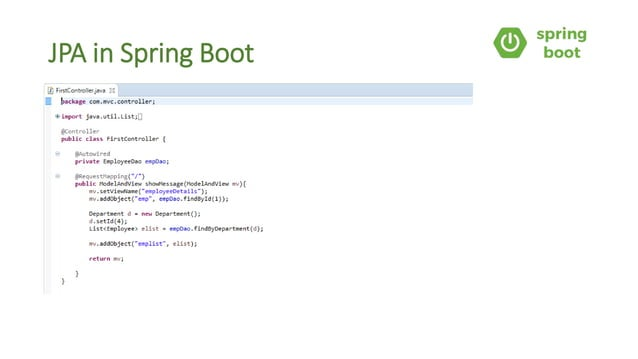 JPA in Spring Boot
spring
boot
FirstController.java
package com.mvc.controller;
import java.util.List;
@Controller
public class FirstController {
@Autowired
private EmployeeDao empDao;
@RequestMapping("/")
public ModelAndView showMessage(ModelAndView mv){
mv.setViewName("employeeDetails");
mv.addObject("emp", empDao.findById(1));
Department d = new Department();
d.setId(4);
List<Employee> elist = empDao.findByDepartment(d);
mv.addObject("emplist", elist);
return mv;
}
}